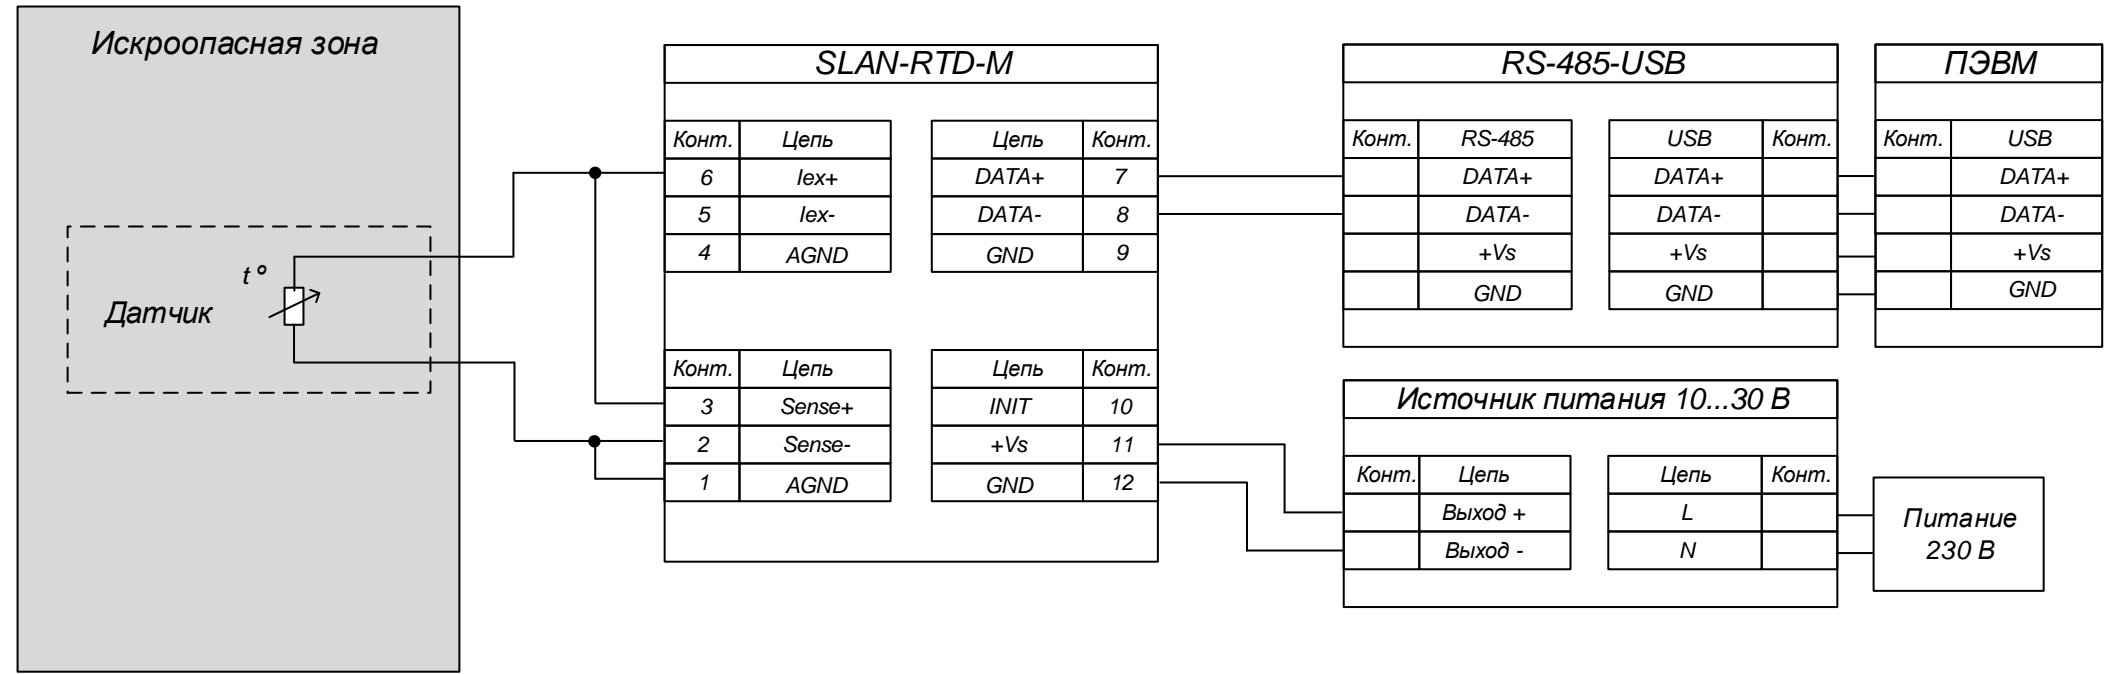 Искроопасная зона
t°
Датчик
SLAN-RTD-M
Конт. Цепь Цепь Конт.
6 Iex+ DATA+ 7
5 Iex- DATA- 8
4 AGND GND 9
Конт. Цепь Цепь Конт.
3 Sense+ INIT 10
2 Sense- +Vs 11
1 AGND GND 12
RS-485-USB
Конт. RS-485 USB Конт.
DATA+ DATA+
DATA- DATA-
+Vs +Vs
GND GND
ПЭВМ
Конт. USB
DATA+
DATA-
+Vs
GND
Источник питания 10...30 В
Конт. Цепь Цепь Конт.
Выход + L
Выход - N
Питание
230 В